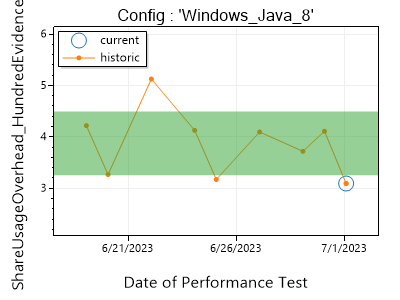 Config : 'Windows_Java_8'
ShareUsageOverhead_HundredEvidence
current
historic
6
5
4
3
6/21/2023
6/26/2023
7/1/2023
Date of Performance Test